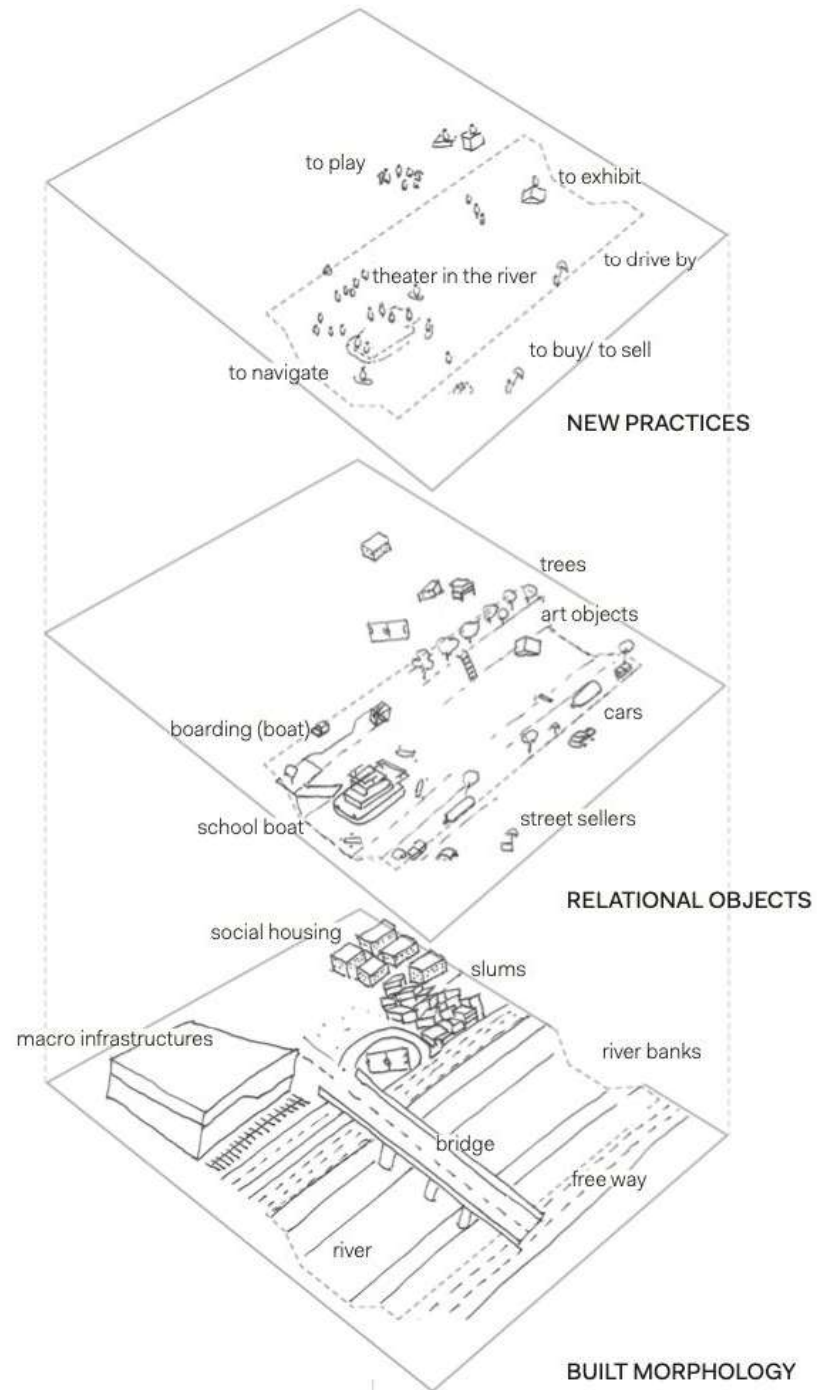 to play
to exhibit
to drive by
theater in the river
to buy/ to sell
to navigate
NEW PRACTICES
trees
art objects
cars
boarding (boat)
street sellers
school boat
RELATIONAL OBJECTS
social housing
slums
macro infrastructures
river banks
bridge
free way
river
BUILT MORPHOLOGY